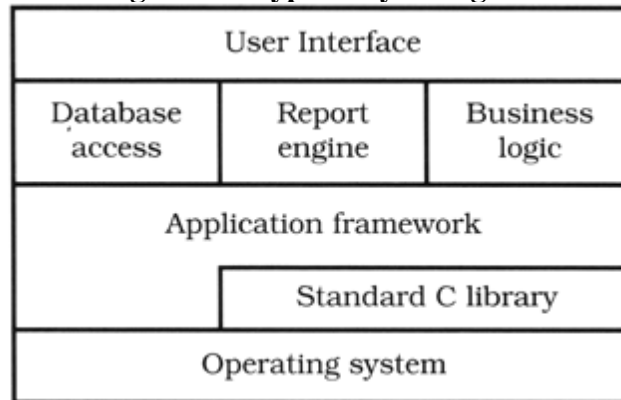 User Interface
Database Report Business
access engine logic
Application framework
Standard C library
Operating system